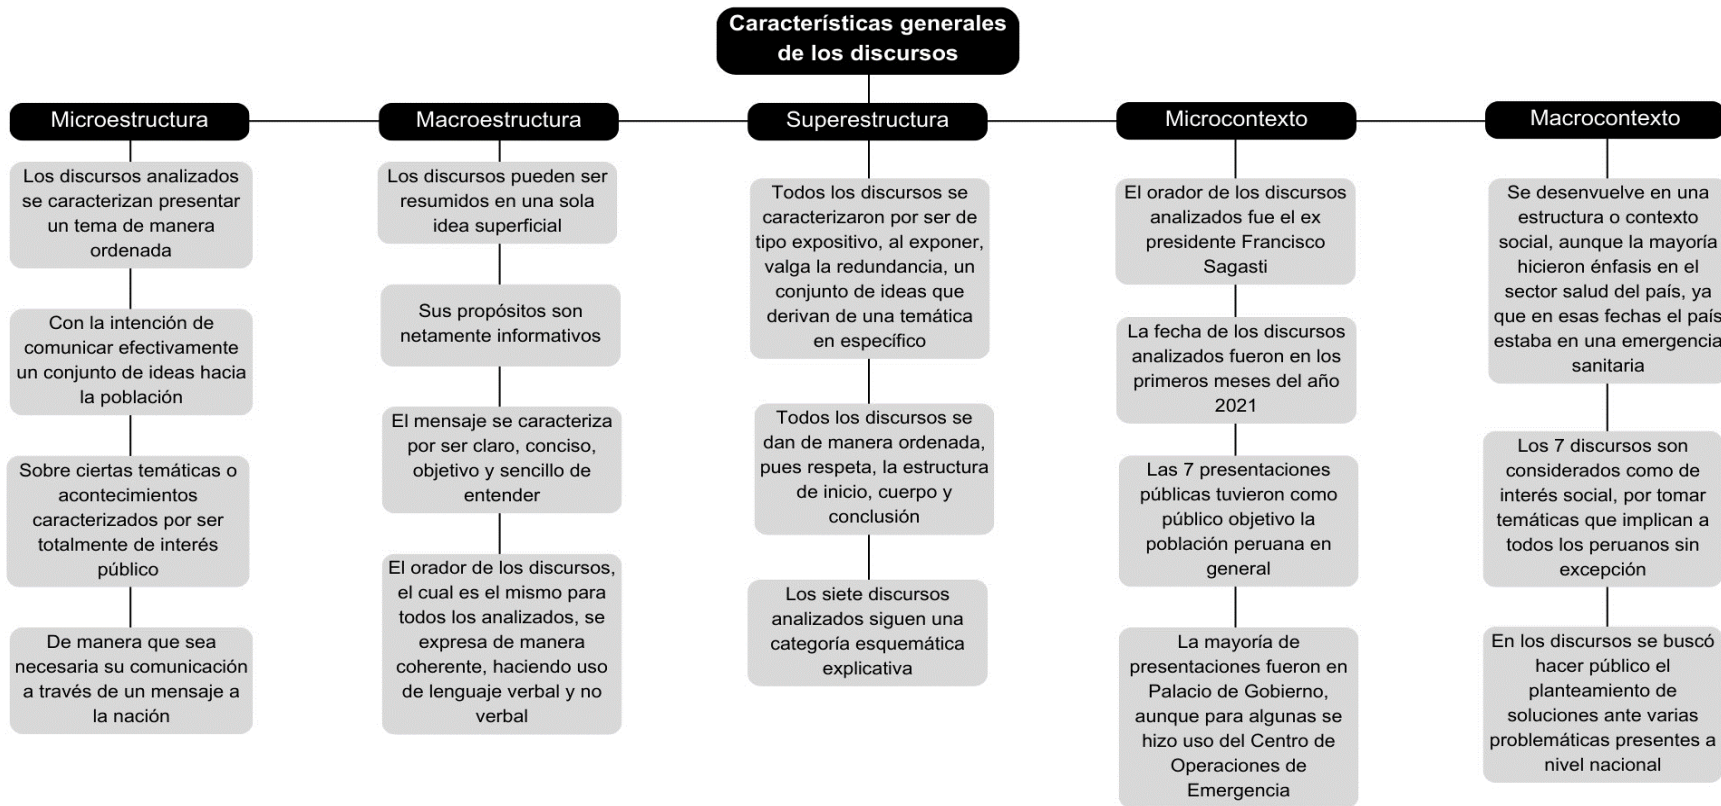 Característícas generales
de los discursos
Microestructura
Los discursos analizados
se caracterizan presentar
un tema de manera
ordenada
Con la intención de
comunicar efectivamente
un conjunto de ideas hacia
la población
Sobre ciertas temáticas o
acontecimientos
caracterizados por ser
totalmente de interés
público
De manera que sea
necesaria su comunicación
a través de un mensaje a
la nación
Macroestructura
Los discursos pueden ser
resumidos en una sola
idea superficial
Sus propósitos son
netamente informativos
El mensaje se caracteriza
por ser claro, conciso,
objetivo y sencillo de
entender
El orador de los discursos,
el cual es el mismo para
todos los analizados, se
expresa de manera
coherente, haciendo uso
de lenguaje verbal y no
verbal
Superestructura
Todos los discursos se
caracterizaron por ser de
tipo expositivo, al exponer,
valga la redundancia, un
conjunto de ideas que
derivan de una temática
en específico
Todos los discursos se
dan de manera ordenada,
pues respeta, la estructura
de inicio, cuerpo y
conclusión
Los siete discursos
analizados siguen una
categoría esquemática
explicativa
Microcontexto
El orador de los discursos
analizados fue el ex
presidente Francisco
Sagasti
La fecha de los discursos
analizados fueron en los
primeros meses del año
2021
Las 7 presentaciones
públicas tuvieron como
público objetivo la
población peruana en
general
La mayoría de
presentaciones fueron en
Palacio de Gobierno,
aunque para algunas se
hizo uso del Centro de
Operaciones de
Emergencia
Macrocontexto
Se desenvuelve en una
estructura o contexto
social, aunque la mayoría
hicieron énfasis en el
sector salud del país, ya
que en esas fechas el país
estaba en una emergencia
sanitaria
Los 7 discursos son
considerados como de
interés social, por tomar
temáticas que implican a
todos los peruanos sin
excepción
En los discursos se buscó
hacer público el
planteamiento de
soluciones ante varias
problemáticas presentes a
nivel nacional